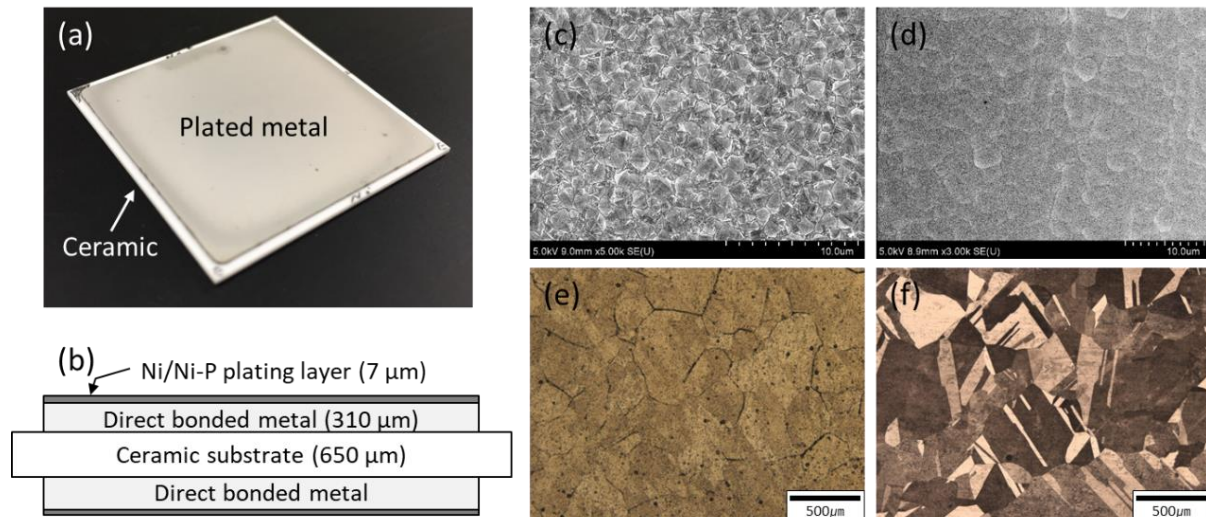 (a)
Plated metal
Ceramic
(b)
Ni/Ni-P plating layer (7 μm)
Direct bonded metal (310 μm)
Ceramic substrate (650 μm)
Direct bonded metal
(c)
5.0kV 9.0mm x5.00k SE(U)
10.0um
(d)
5.0kV 8.9mm x3.00k SE(U)
10.0um
(e)
500μm
(f)
500μm